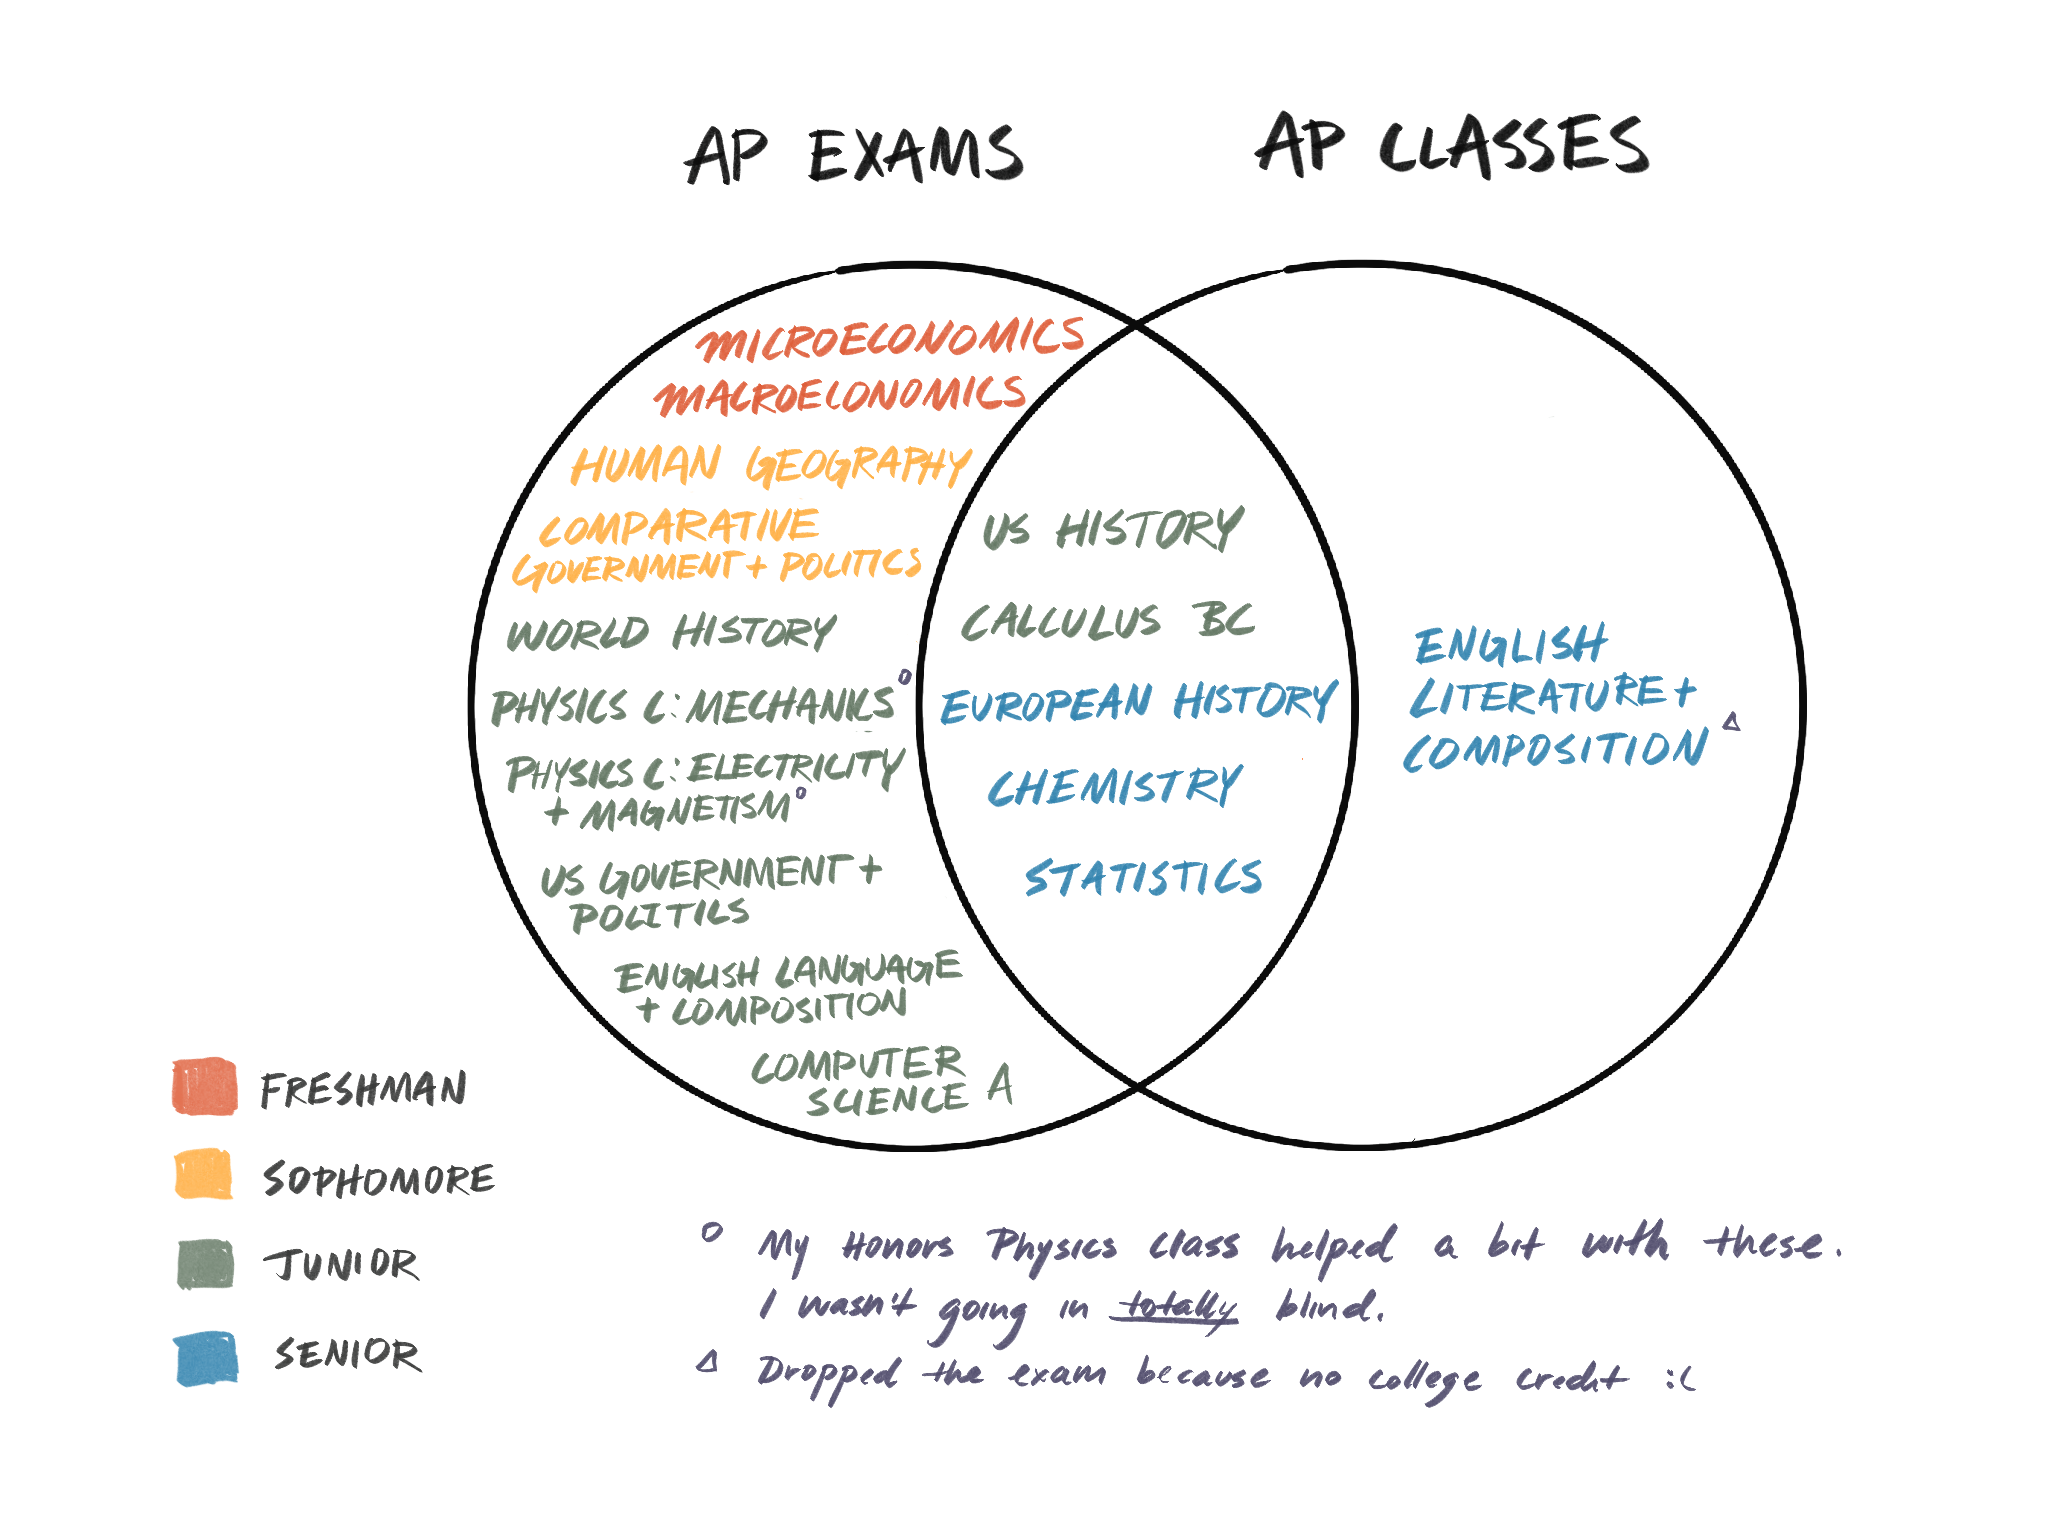 AP EXAMS
AP CLASSES
MICROECONOMICS
MACROECONOMICS
HUMAN GEOGRAPHY
COMPARATIVE
GOVERNMENT + POLITICS
WORLD HISTORY
PHYSICS C: MECHANICS °
PHYSICS C: ELECTRICITY
+ MAGNETISM °
US GOVERNMENT +
POLITICS
ENGLISH LANGUAGE
+ COMPOSITION
COMPUTER
SCIENCE A
US HISTORY
CALCULUS BC
EUROPEAN HISTORY
CHEMISTRY
STATISTICS
ENGLISH
LITERATURE +
COMPOSITION △
FRESHMAN
SOPHOMORE
JUNIOR
SENIOR
° My Honors Physics class helped a bit with these.
I wasn't going in totally blind.
△ Dropped the exam because no college credit :(